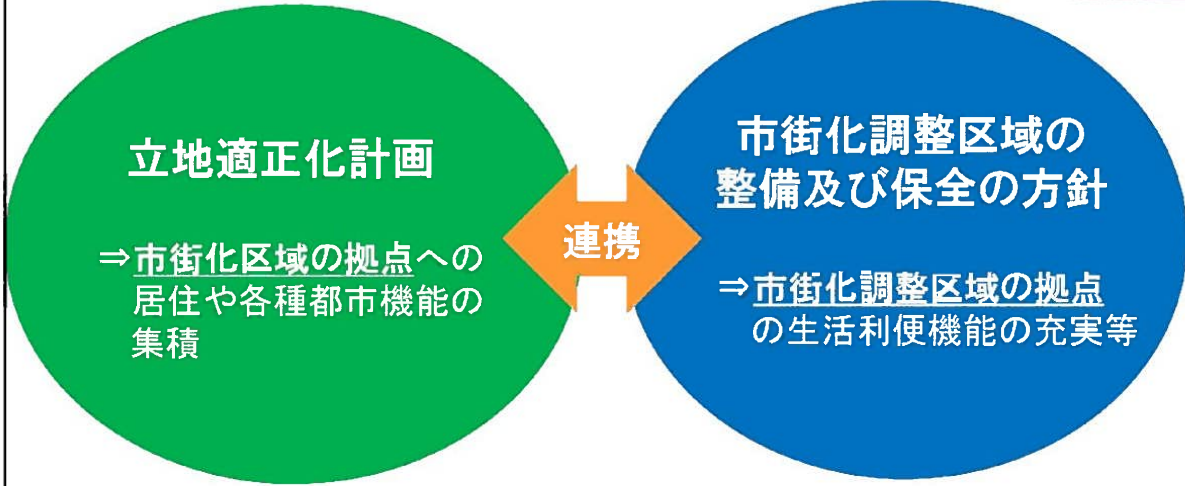 立地適正化計画
⇒市街化区域の拠点への
居住や各種都市機能の
集積
連携
市街化調整区域の
整備及び保全の方針
⇒市街化調整区域の拠点
の生活利便機能の充実等